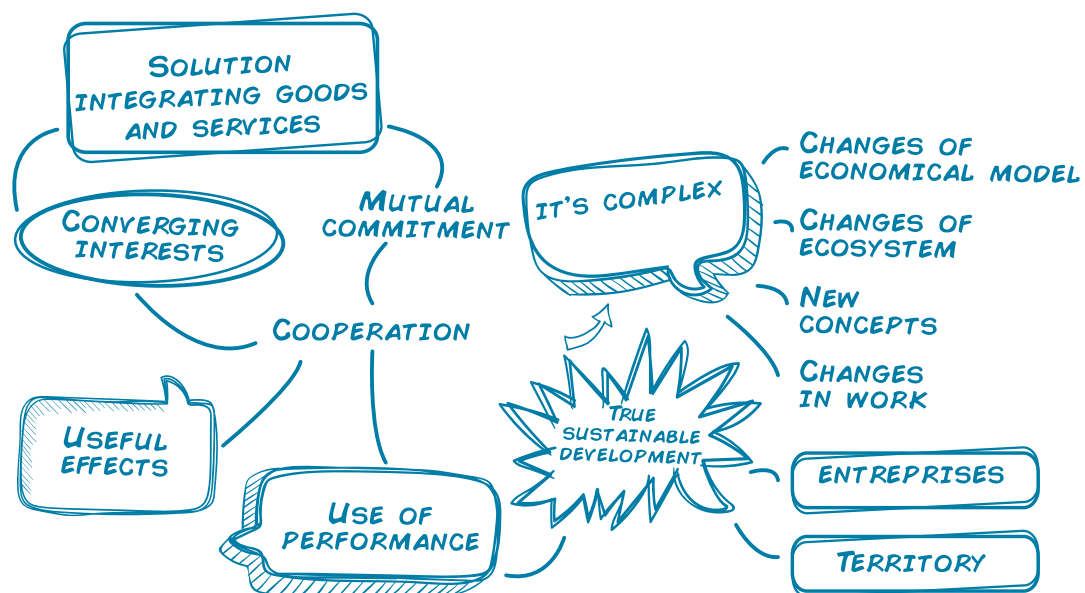 SOLUTION
INTEGRATING GOODS
AND SERVICES
CONVERGING
INTERESTS
MUTUAL
COMMITMENT
COOPERATION
USEFUL
EFFECTS
USE OF
PERFORMANCE
TRUE
SUSTAINABLE
DEVELOPMENT
IT'S COMPLEX
CHANGES OF
ECONOMICAL MODEL
CHANGES OF
ECOSYSTEM
NEW
CONCEPTS
CHANGES
IN WORK
ENTREPRISES
TERRITORY